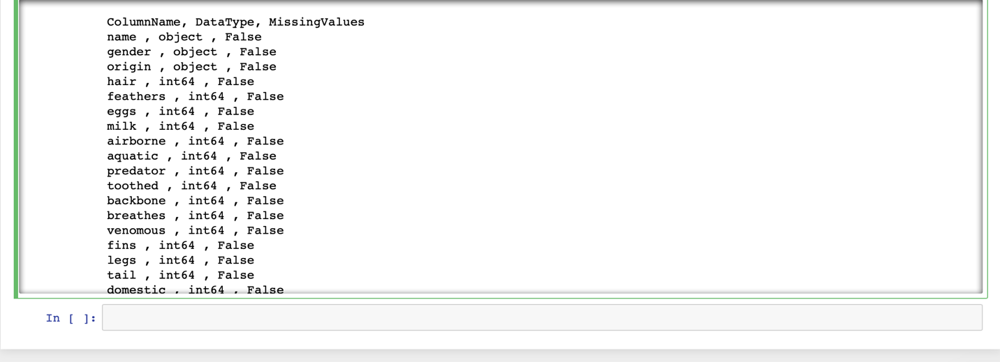 ColumnName, DataType, MissingValues
name , object , False
gender , object , False
origin , object , False
hair , int64 , False
feathers , int64 , False
eggs , int64 , False
milk , int64 , False
airborne , int64 , False
aquatic , int64 , False
predator , int64 , False
toothed , int64 , False
backbone , int64 , False
breathes , int64 , False
venomous , int64 , False
fins , int64 , False
legs , int64 , False
tail , int64 , False
domestic , int64 , False
In [ ]: